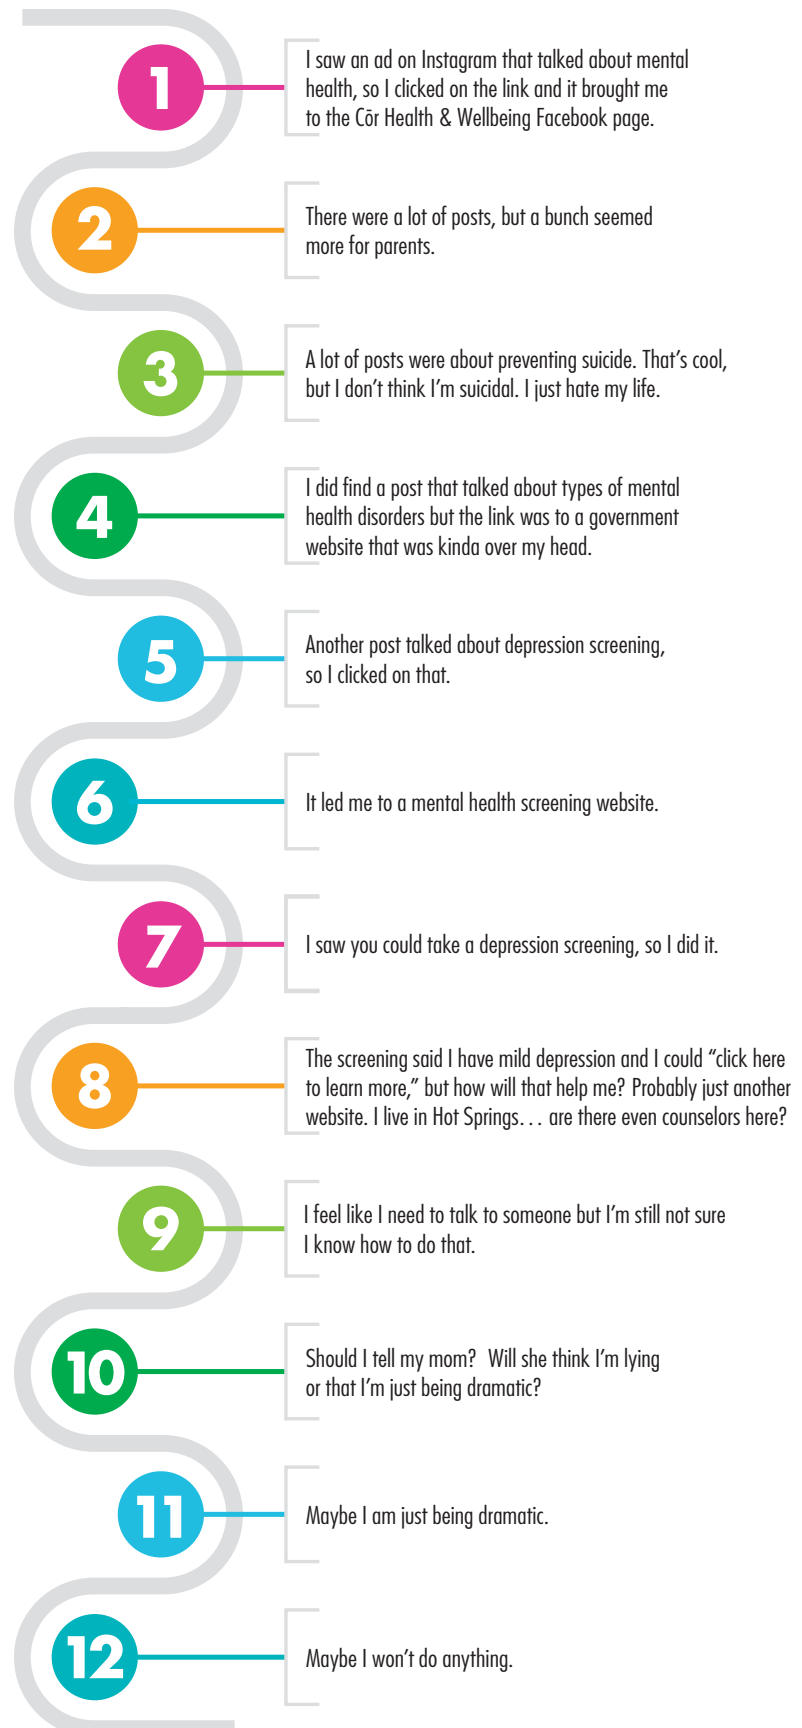 1
I saw an ad on Instagram that talked about mental
health, so I clicked on the link and it brought me
to the Cōr Health & Wellbeing Facebook page.
2
There were a lot of posts, but a bunch seemed
more for parents.
3
A lot of posts were about preventing suicide. That’s cool,
but I don’t think I’m suicidal. I just hate my life.
4
I did find a post that talked about types of mental
health disorders but the link was to a government
website that was kinda over my head.
5
Another post talked about depression screening,
so I clicked on that.
6
It led me to a mental health screening website.
7
I saw you could take a depression screening, so I did it.
8
The screening said I have mild depression and I could “click here
to learn more,” but how will that help me? Probably just another
website. I live in Hot Springs… are there even counselors here?
9
I feel like I need to talk to someone but I’m still not sure
I know how to do that.
10
Should I tell my mom?  Will she think I’m lying
or that I’m just being dramatic?
11
Maybe I am just being dramatic.
12
Maybe I won’t do anything.